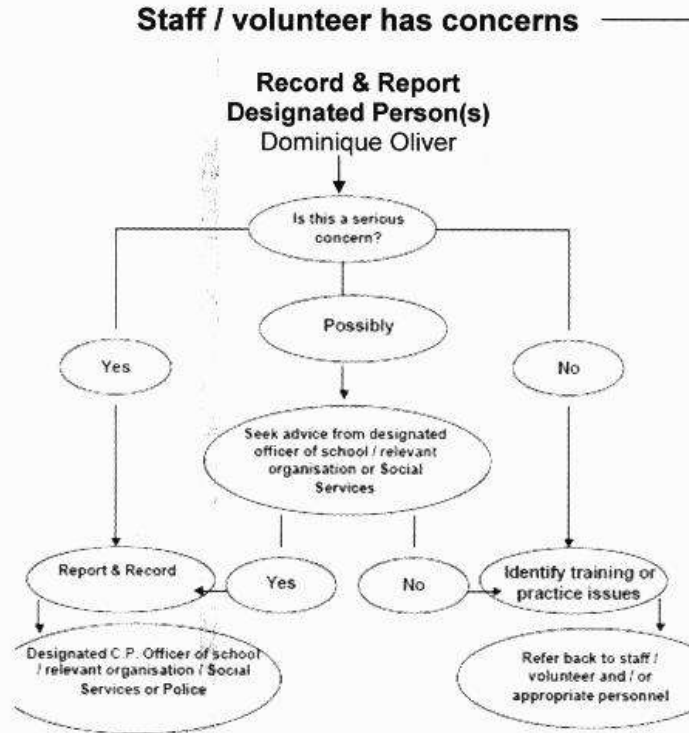 Staff / volunteer has concerns
Record & Report
Designated Person(s)
Dominique Oliver
Is this a serious
concern?
Possibly
Yes
No
Seek advice from designated
officer of school / relevant
organisation or Social
Services
Report & Record
Yes
No
Identify training or
practice issues
Designated C.P. Officer of school
/ relevant organisation / Social
Services or Police
Refer back to staff /
volunteer and / or
appropriate personnel